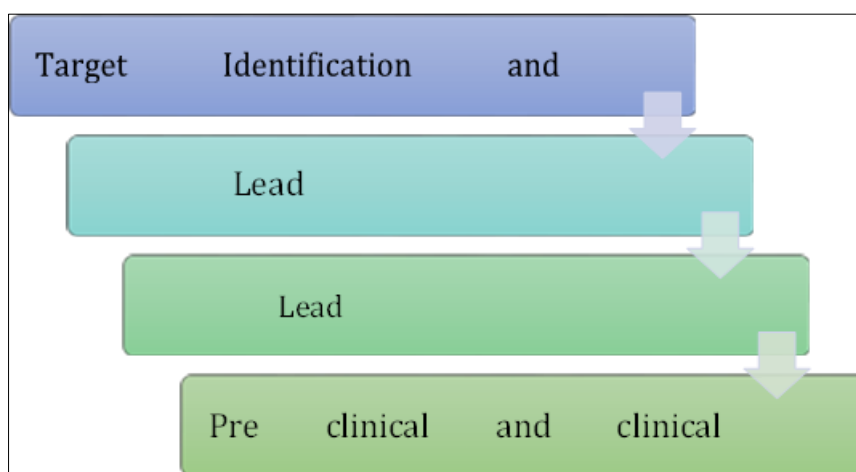 Target Identification and
Lead
Lead
Pre clinical and clinical